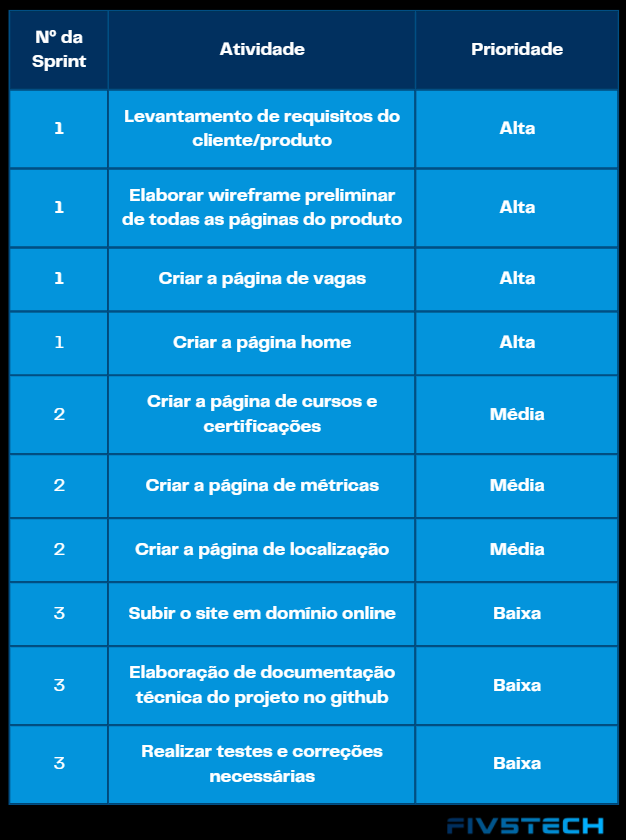 Nº da
Sprint
Atividade
Prioridade
1
Levantamento de requisitos do
cliente/produto
Alta
1
Elaborar wireframe preliminar
de todas as páginas do produto
Alta
1
Criar a página de vagas
Alta
1
Criar a página home
Alta
2
Criar a página de cursos e
certificações
Média
2
Criar a página de métricas
Média
2
Criar a página de localização
Média
3
Subir o site em domínio online
Baixa
3
Elaboração de documentação
técnica do projeto no github
Baixa
3
Realizar testes e correções
necessárias
Baixa
FIV5TECH